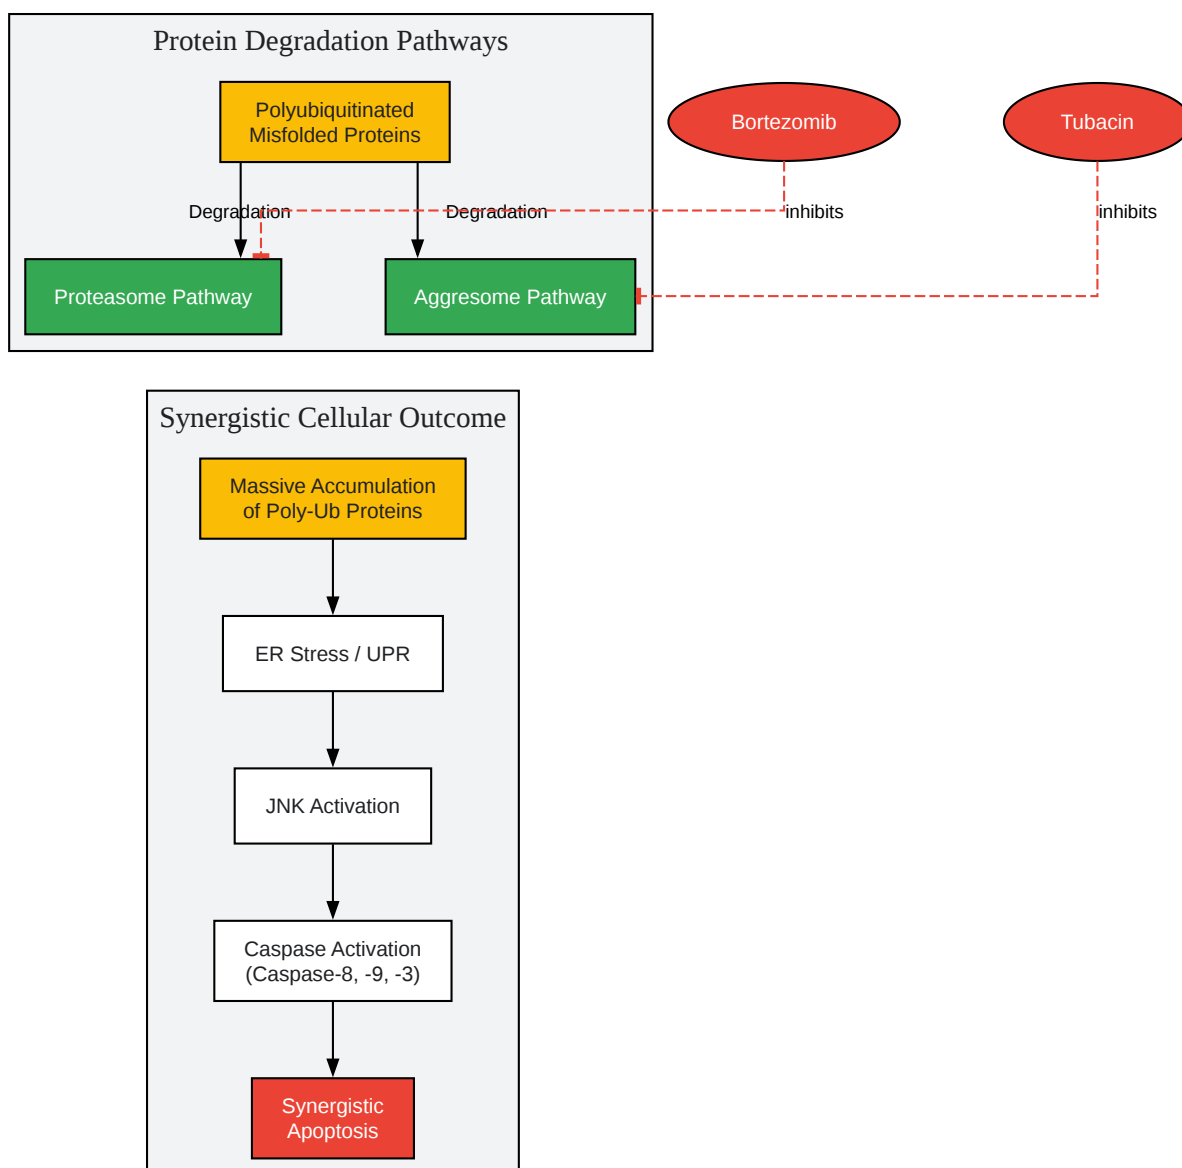 Protein Degradation Pathways
Polyubiquitinated
Misfolded Proteins
Bortezomib
Tubacin
Degradation
Degradation
inhibits
inhibits
Proteasome Pathway
Aggresome Pathway
Synergistic Cellular Outcome
Massive Accumulation
of Poly-Ub Proteins
ER Stress / UPR
JNK Activation
Caspase Activation
(Caspase-8, -9, -3)
Synergistic
Apoptosis